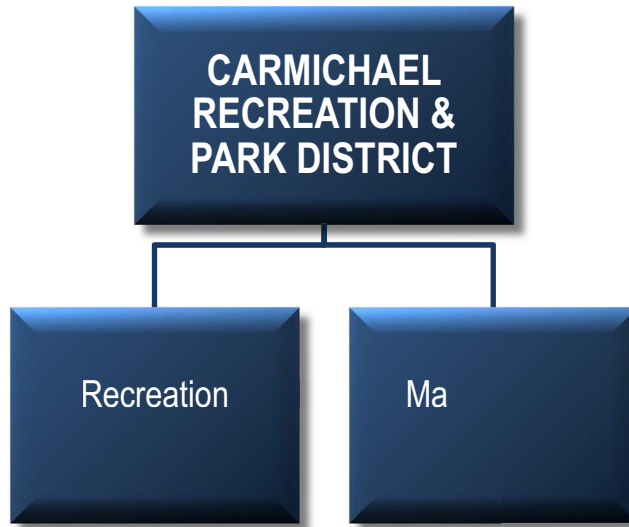 CARMICHAEL
RECREATION &
PARK DISTRICT
Recreation
Ma